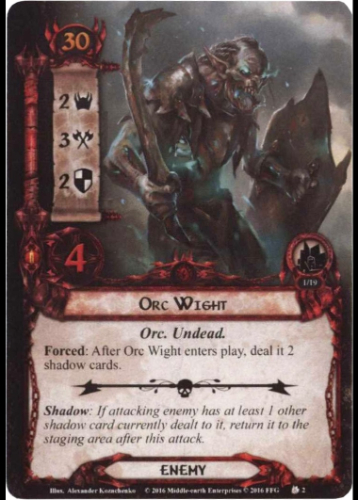 30
2
3
2
4
1/19
Orc Wight
Orc. Undead.
Forced: After Orc Wight enters play, deal it 2
shadow cards.
Shadow: If attacking enemy has at least 1 other
shadow card currently dealt to it, return it to the
staging area after this attack.
ENEMY
Illus. Alexander Kozachenko © 2016 Middle-earth Enterprises © 2016 FFG 2